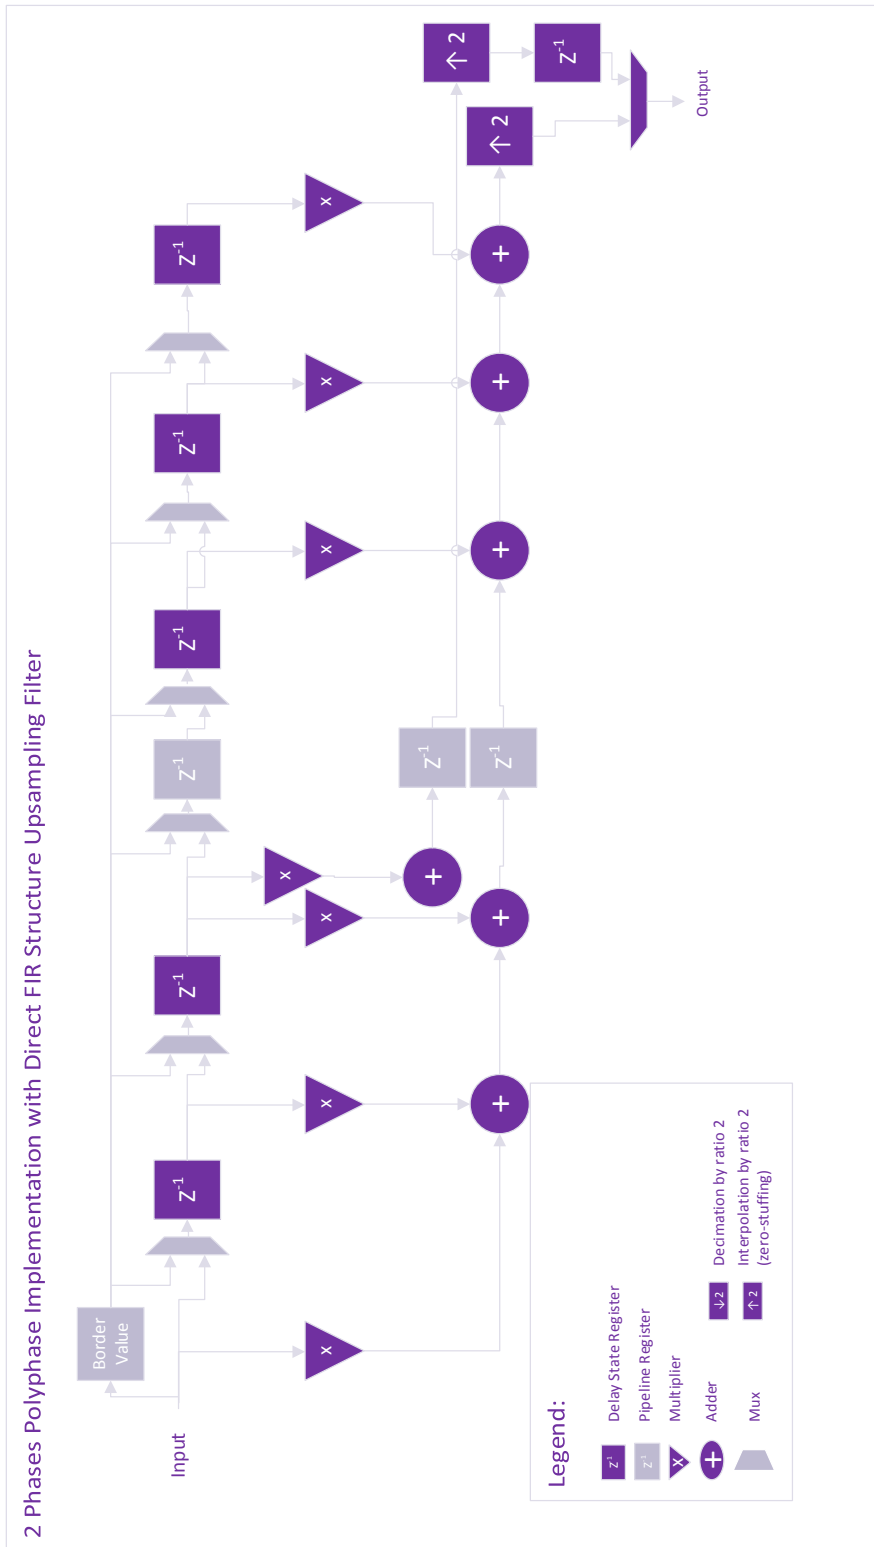 2 Phases Polyphase Implementation with Direct FIR Structure Upsampling Filter
Input
Border
Value
Z-1
Z-1
Z-1
Z-1
Z-1
Z-1
x
x
x
x
x
x
x
+
+
+
+
+
+
Z-1
Z-1
↑ 2
↑ 2
Z-1
Output
Legend:
Z-1 Delay State Register
Z-1 Pipeline Register
X Multiplier
+ Adder
Mux
↓2 Decimation by ratio 2
↑ 2 Interpolation by ratio 2
(zero-stuffing)